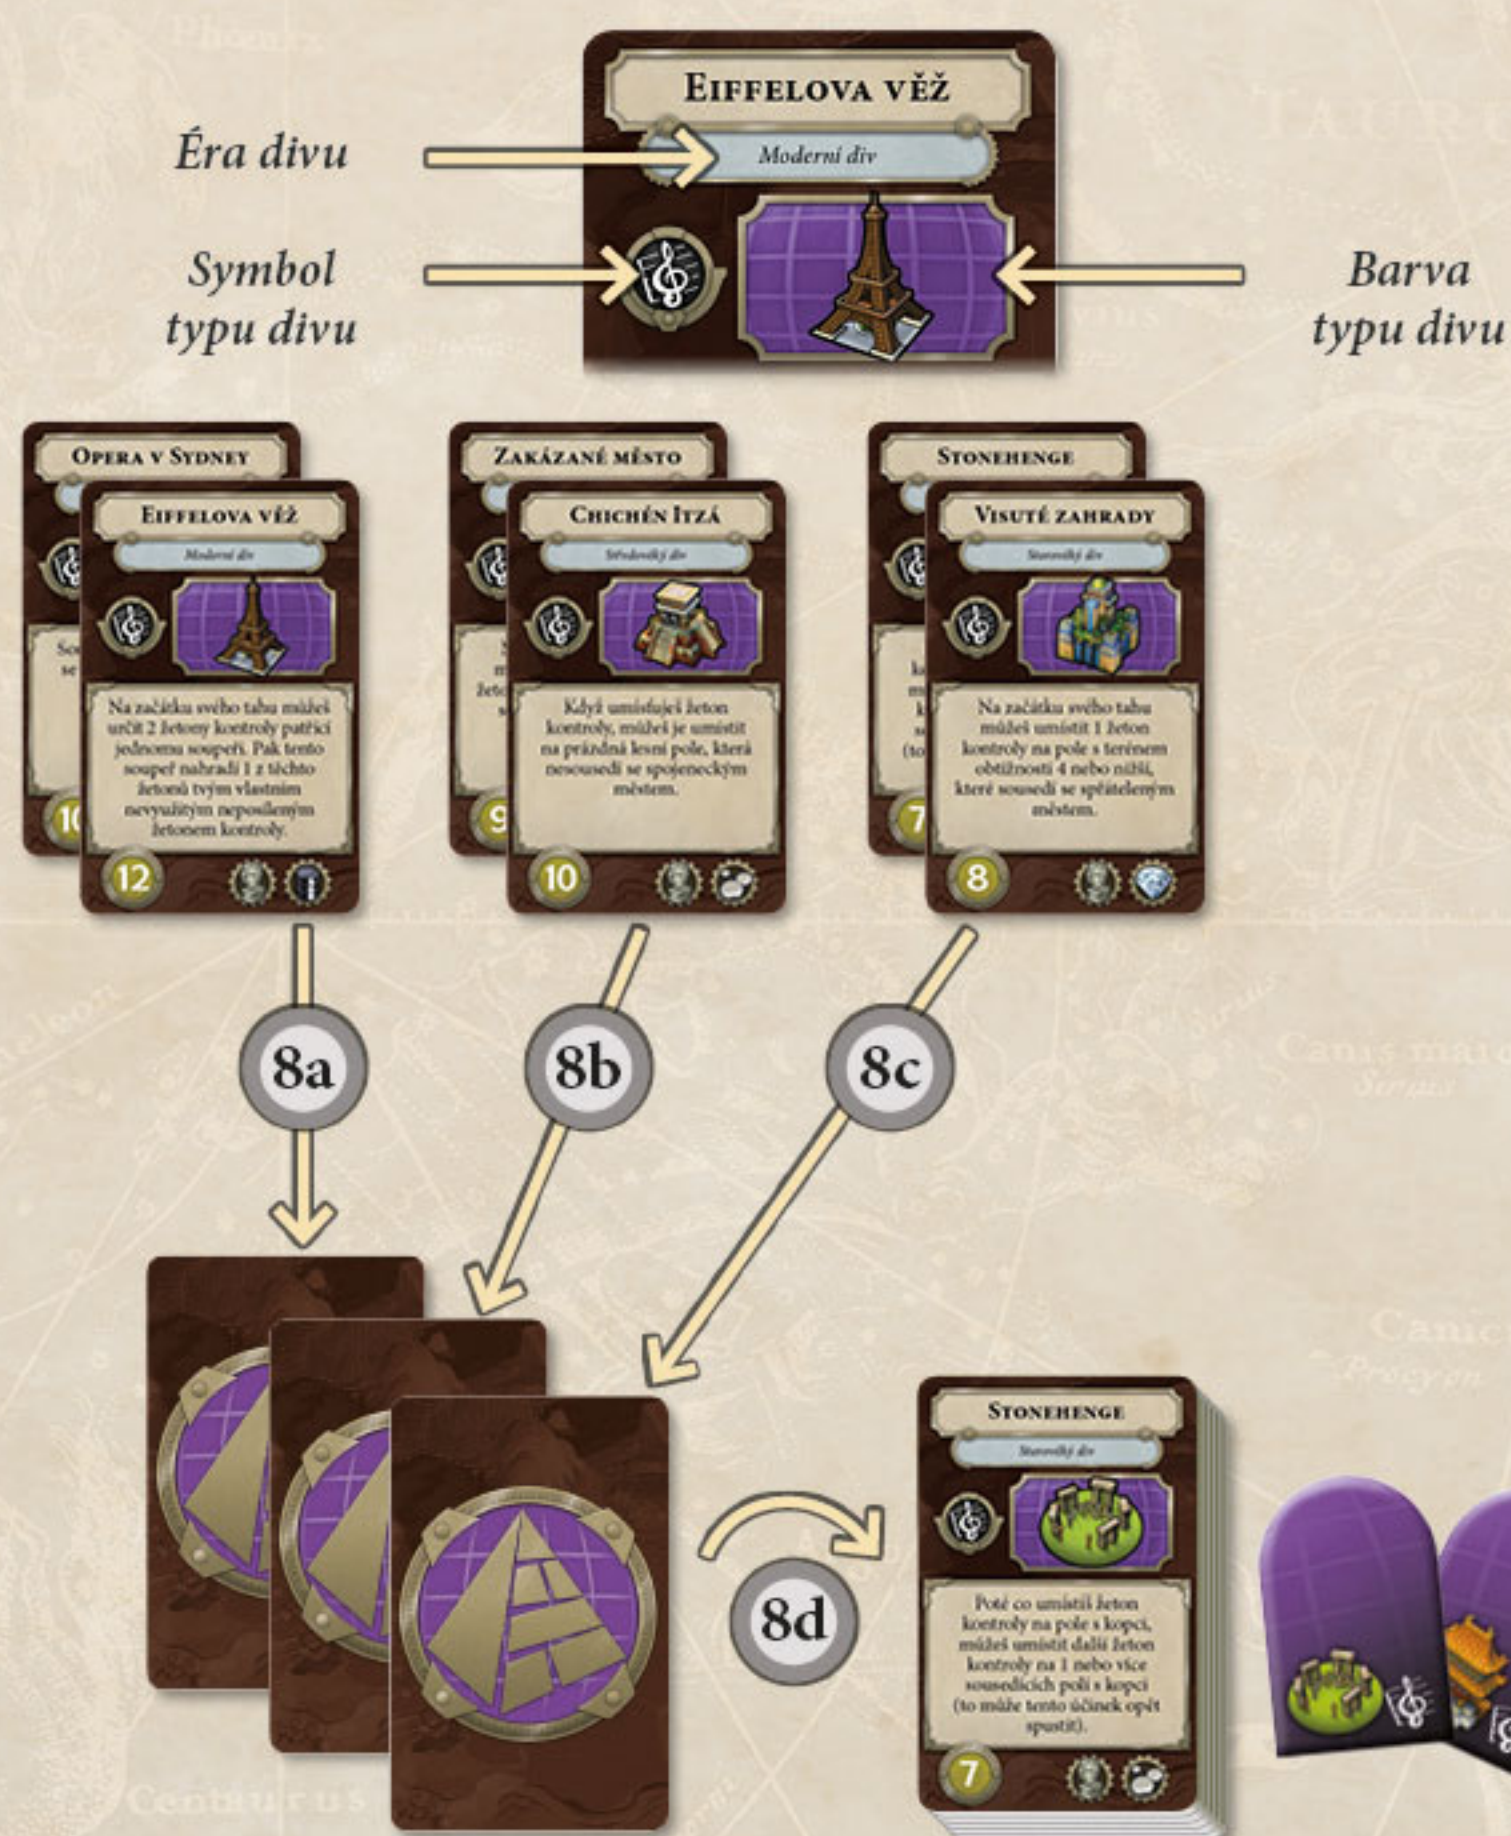 EIFFELOVA VĚŽ
Éra divu
Moderní div
Symbol
typu divu
Barva
typu divu
OPERA V SYDNEY
EIFFELOVA VĚŽ
Moderní div
Na začátku svého tahu můžeš
určit 2 žetony kontroly patřící
jednomu soupeři. Pak tento
soupeř nahradí 1 z těchto
žetonů tvým vlastním
nevyužitým neposíleným
žetonem kontroly.
10
12
ZAKÁZANÉ MĚSTO
CHICHÉN ITZÁ
Středověký div
Když umisťuješ žeton
kontroly, můžeš je umístit
na prázdná lesní pole, která
nesousedí se spojeneckým
městem.
9
10
STONEHENGE
VISUTÉ ZAHRADY
Starověký div
Na začátku svého tahu
můžeš umístit 1 žeton
kontroly na pole s terénem
obtížnosti 4 nebo nižší,
které sousedí se spřáteleným
městem.
(to
7
8
8a
8b
8c
8d
STONEHENGE
Starověký div
Poté co umístíš žeton
kontroly na pole s kopci,
můžeš umístit další žeton
kontroly na 1 nebo více
sousedících polí s kopci
(to může tento účinek opět
spustit).
7
Centaurus